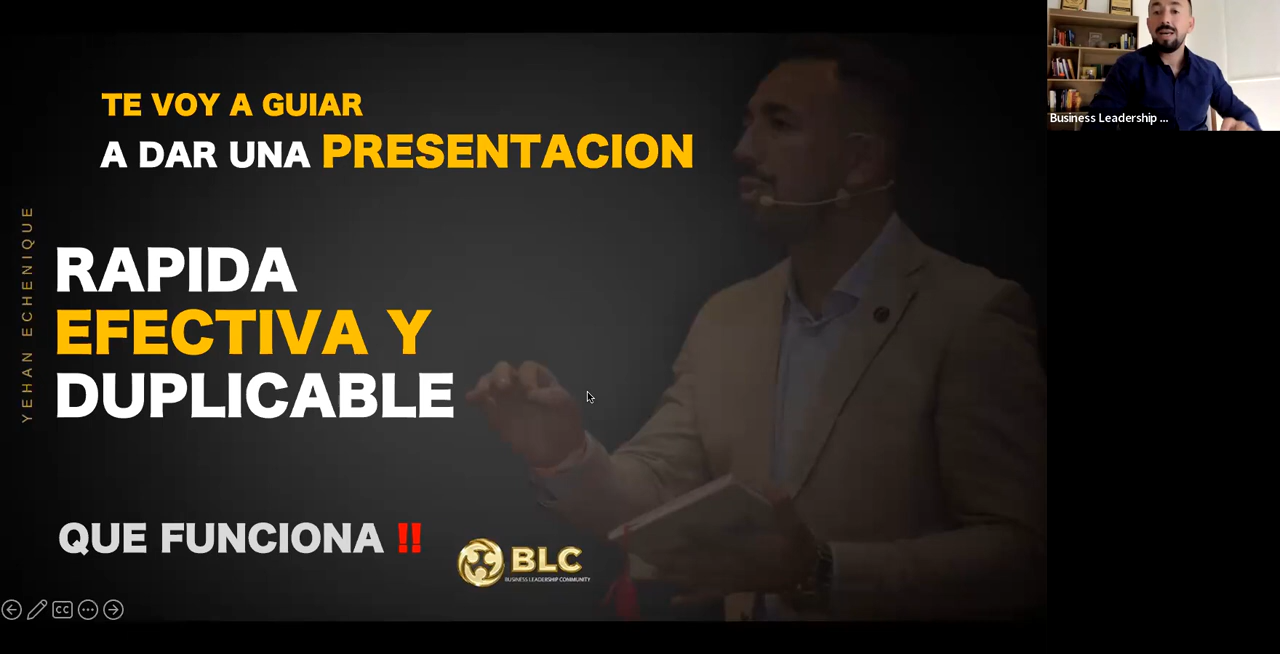 TE VOY A GUIAR
A DAR UNA PRESENTACION
YEHAN ECHENIQUE
RAPIDA
EFECTIVA Y
DUPLICABLE
QUE FUNCIONA !!
BLC
BUSINESS LEADERSHIP COMMUNITY
CC
Business Leadership ...